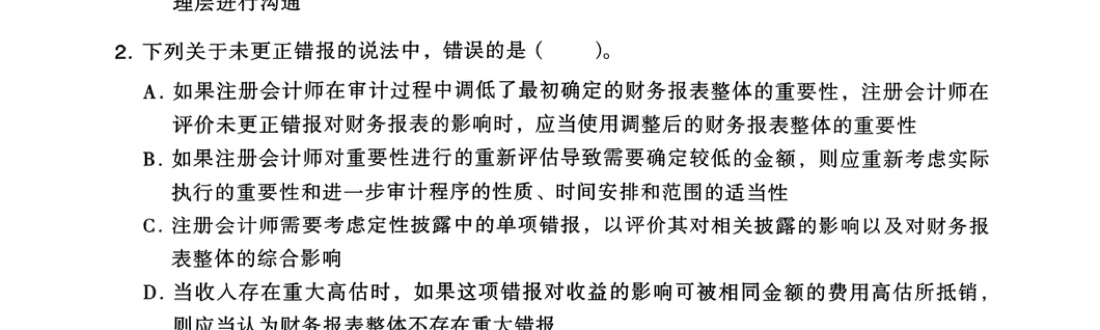 理层进行沟通
2. 下列关于未更正错报的说法中，错误的是（　　）。
A. 如果注册会计师在审计过程中调低了最初确定的财务报表整体的重要性，注册会计师在
评价未更正错报对财务报表的影响时，应当使用调整后的财务报表整体的重要性
B. 如果注册会计师对重要性进行的重新评估导致需要确定较低的金额，则应重新考虑实际
执行的重要性和进一步审计程序的性质、时间安排和范围的适当性
C. 注册会计师需要考虑定性披露中的单项错报，以评价其对相关披露的影响以及对财务报
表整体的综合影响
D. 当收入存在重大高估时，如果这项错报对收益的影响可被相同金额的费用高估所抵销，
则应当认为财务报表整体不存在重大错报